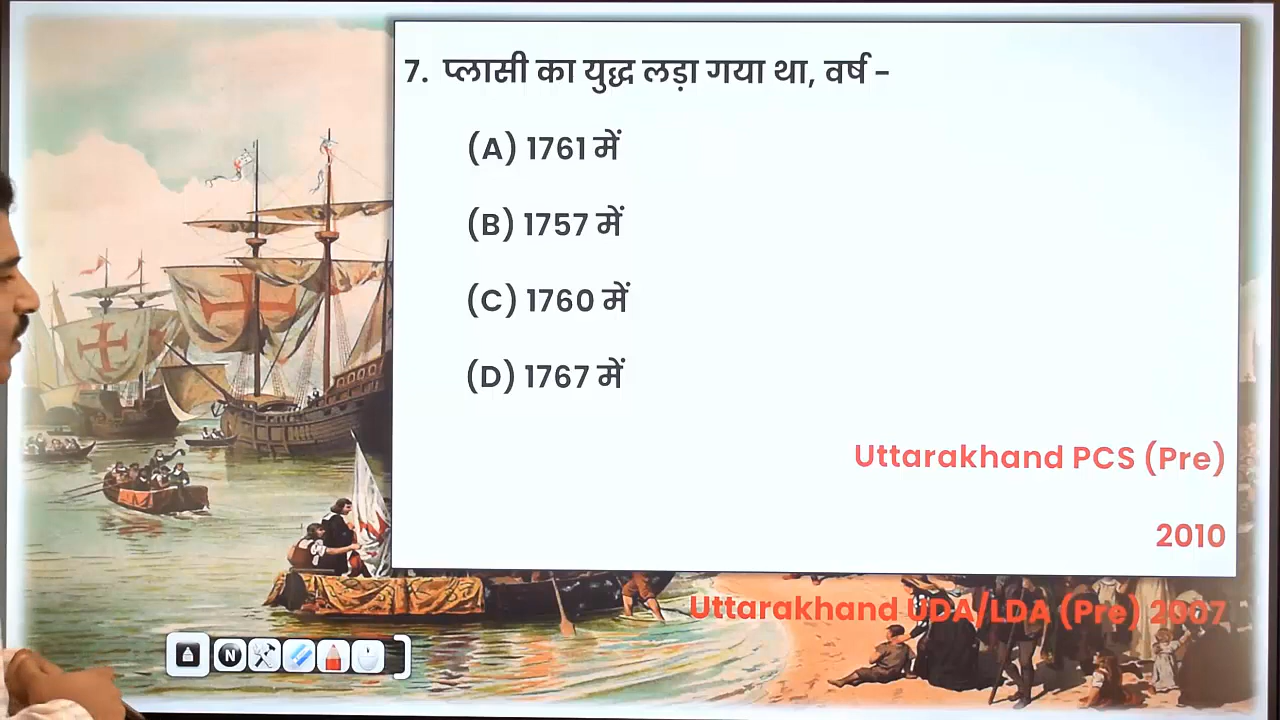 7. प्लासी का युद्ध लड़ा गया था, वर्ष -
(A) 1761 में
(B) 1757 में
(C) 1760 में
(D) 1767 में
Uttarakhand PCS (Pre)
2010
Uttarakhand UDA/LDA (Pre) 2007
N